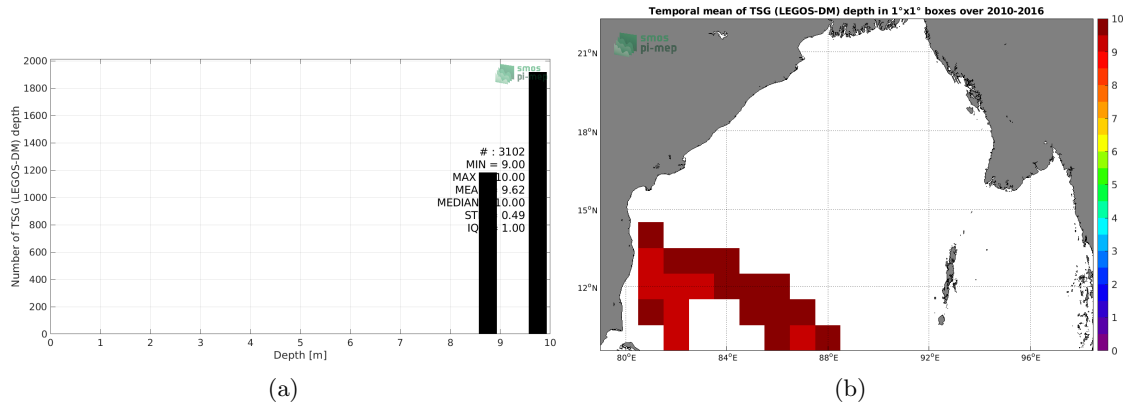 smos
pi-mep
2000
1800
1600
1400
1200
1000
800
600
400
200
0
Number of TSG (LEGOS-DM) depth
# : 3102
MIN = 9.00
MAX 10.00
MEA 9.62
MEDIAN 10.00
ST 0.49
IQ = 1.00
0 1 2 3 4 5 6 7 8 9 10
Depth [m]
(a)
Temporal mean of TSG (LEGOS-DM) depth in 1°x1° boxes over 2010-2016
smos
pi-mep
21°N
18°N
15°N
12°N
80°E 84°E 88°E 92°E 96°E
10
9
8
7
6
5
4
3
2
1
0
(b)